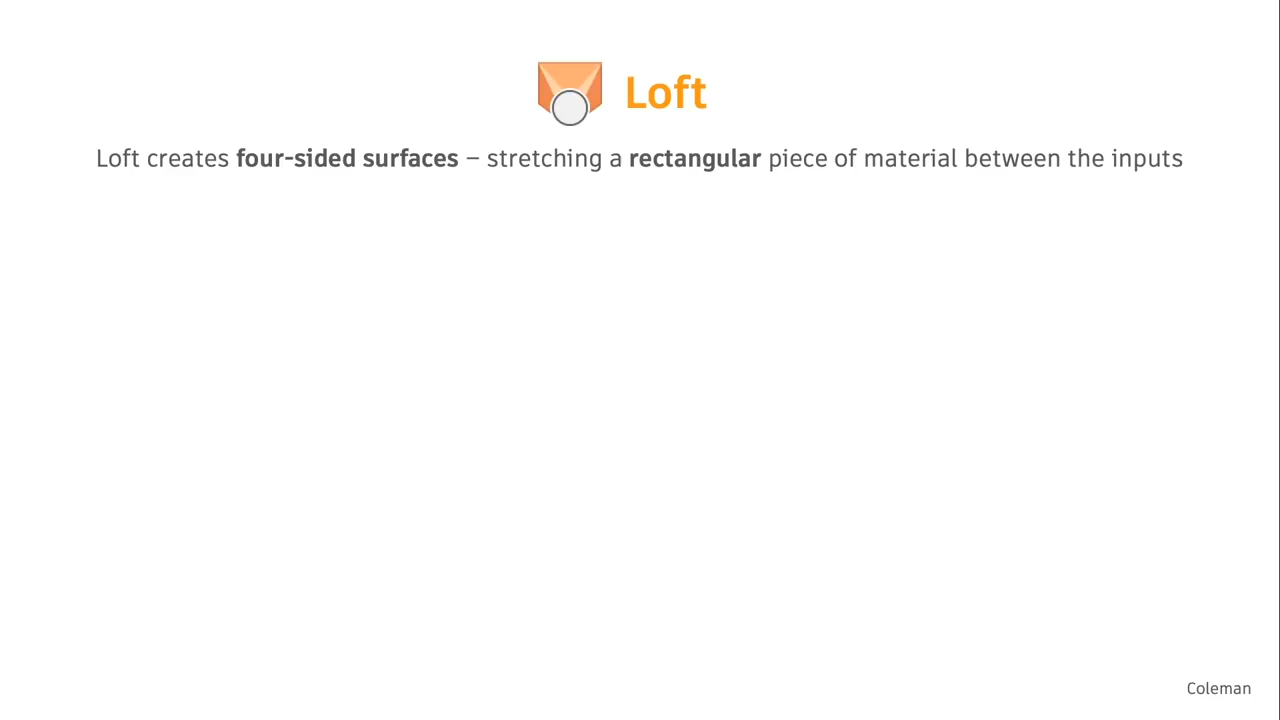 Loft
Loft creates four-sided surfaces – stretching a rectangular piece of material between the inputs
Coleman